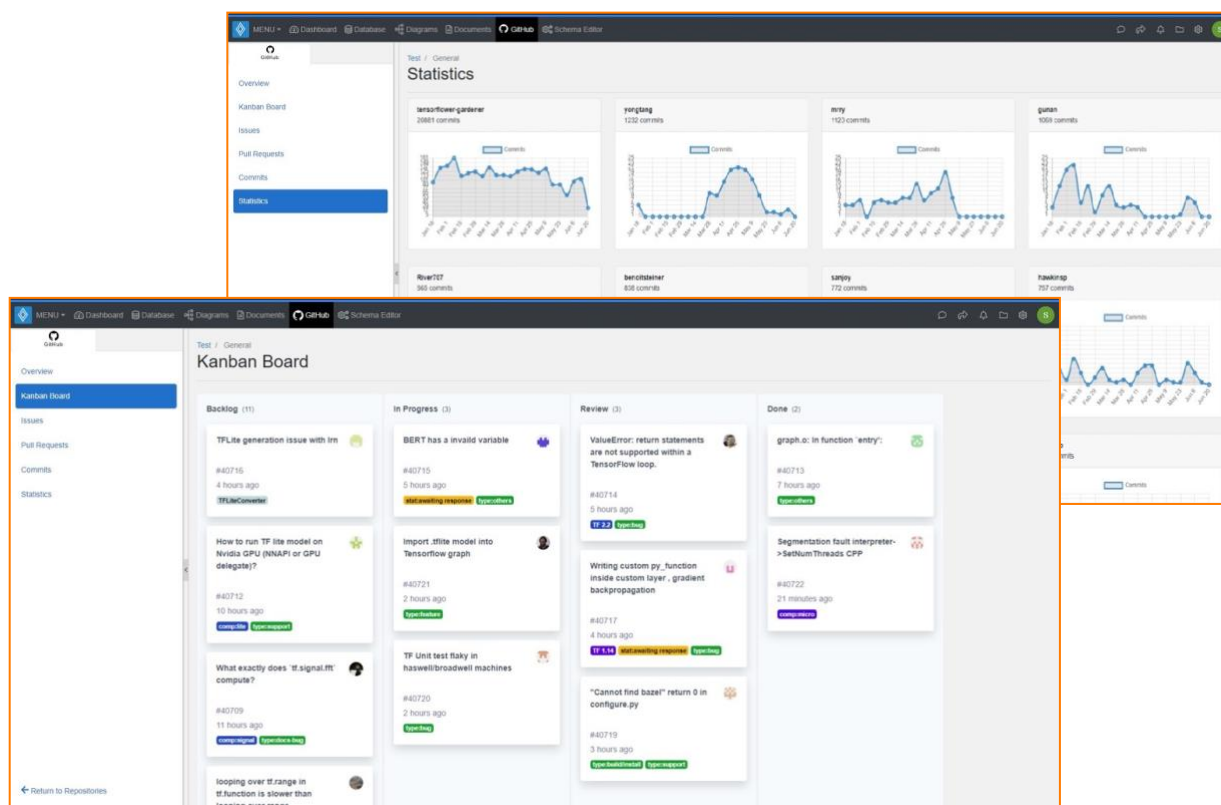 MENU Dashboard Database Diagrams Documents GitHub Schema Editor
GitHub
Overview
Kanban Board
Issues
Pull Requests
Commits
Statistics
Test / General
Statistics
tensorflower-gardener
yongtang
1232 commits
mrry
1123 commits
gunan
commits
Commits
Commits
Commits
Commits
benoitsteiner
sanjoy
772 commits
hawkinsp
757 commits
Commits
commits
Commits
MENU Dashboard Database Diagrams Documents GitHub Schema Editor
S
GitHub
Overview
Kanban Board
Issues
Pull Requests
Commits
Statistics
Return to Repositories
Test / General
Kanban Board
Backlog (11)
TFLite generation issue with lrn
#40716
4 hours ago
TFLiteConverter
How to run TF lite model on
Nvidia GPU (NNAPI or GPU
delegate)?
#40712
10 hours ago
comp:lite type:support
What exactly does `tf.signal.fft`
compute?
#40709
11 hours ago
comp:signal type:docs-bug
looping over tf.range in
tf.function is slower than
In Progress (3)
BERT has a invaild variable
#40715
5 hours ago
stat:awaiting response type:others
Import .tflite model into
Tensorflow graph
#40721
2 hours ago
type:feature
TF Unit test flaky in
haswell/broadwell machines
#40720
2 hours ago
type:bug
Review (3)
ValueError: return statements
are not supported within a
TensorFlow loop.
#40714
5 hours ago
TF 2.2 type:bug
Writing custom py_function
inside custom layer , gradient
backpropagation
#40717
4 hours ago
TF 1.14 stat:awaiting response type:bug
"Cannot find bazel" return 0 in
configure.py
#40719
3 hours ago
type:build/install type:support
Done (2)
graph.o: in function `entry':
#40713
7 hours ago
type:others
Segmentation fault interpreter-
>SetNumThreads CPP
#40722
21 minutes ago
comp:micro